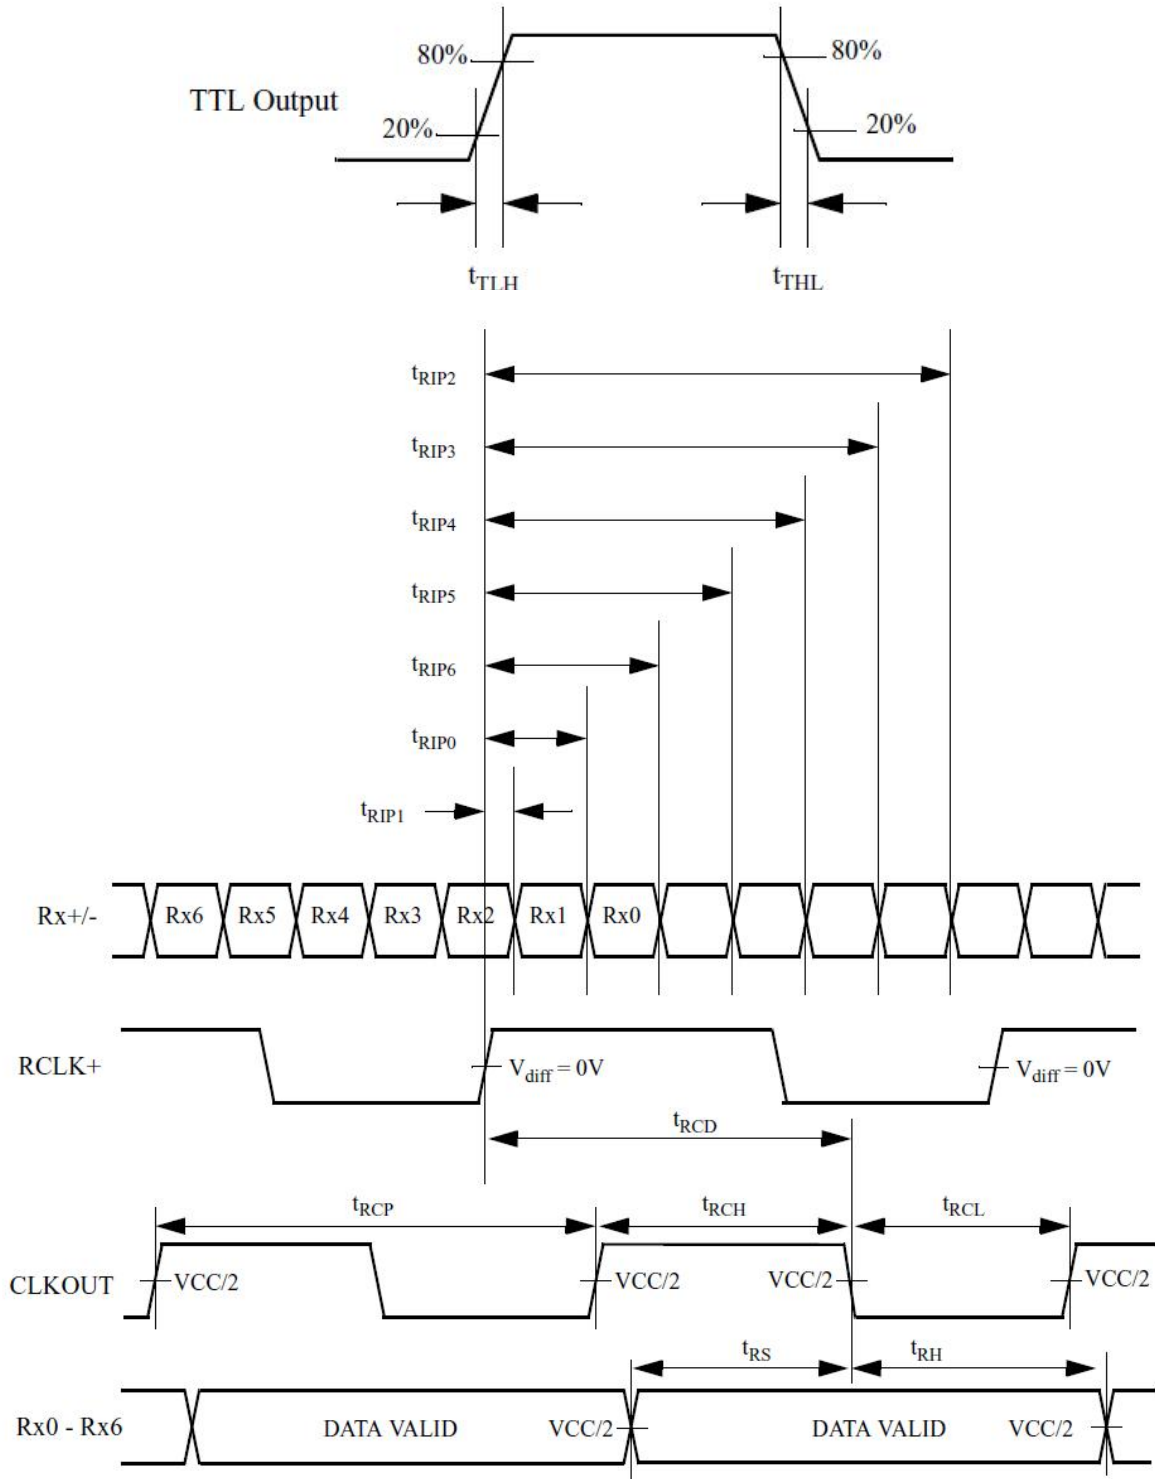 80%
80%
TTL Output
20%
20%
tTLH
tTHL
tRIP2
tRIP3
tRIP4
tRIP5
tRIP6
tRIP0
tRIP1
Rx+/-
Rx6 Rx5 Rx4 Rx3 Rx2 Rx1 Rx0
RCLK+
Vdiff = 0V
Vdiff = 0V
tRCD
tRCP
tRCH
tRCL
CLKOUT
VCC/2
VCC/2
VCC/2
VCC/2
tRS
tRH
Rx0 - Rx6
DATA VALID
VCC/2
DATA VALID
VCC/2